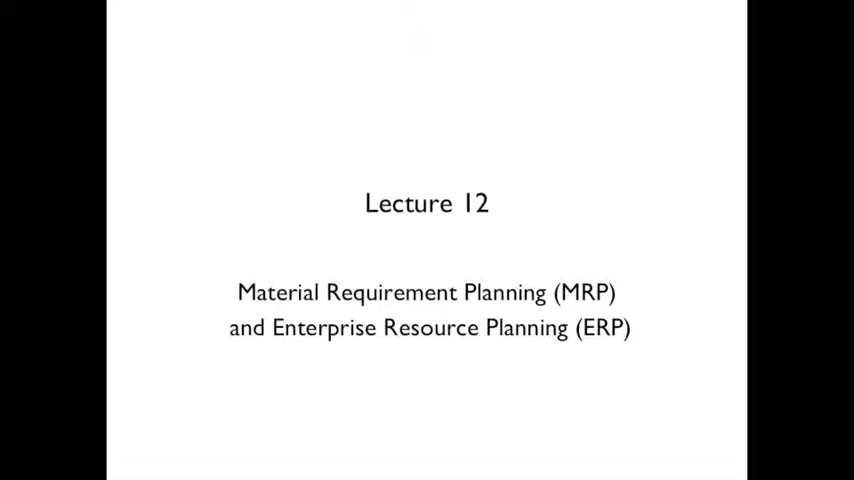 Lecture 12
Material Requirement Planning (MRP)
and Enterprise Resource Planning (ERP)